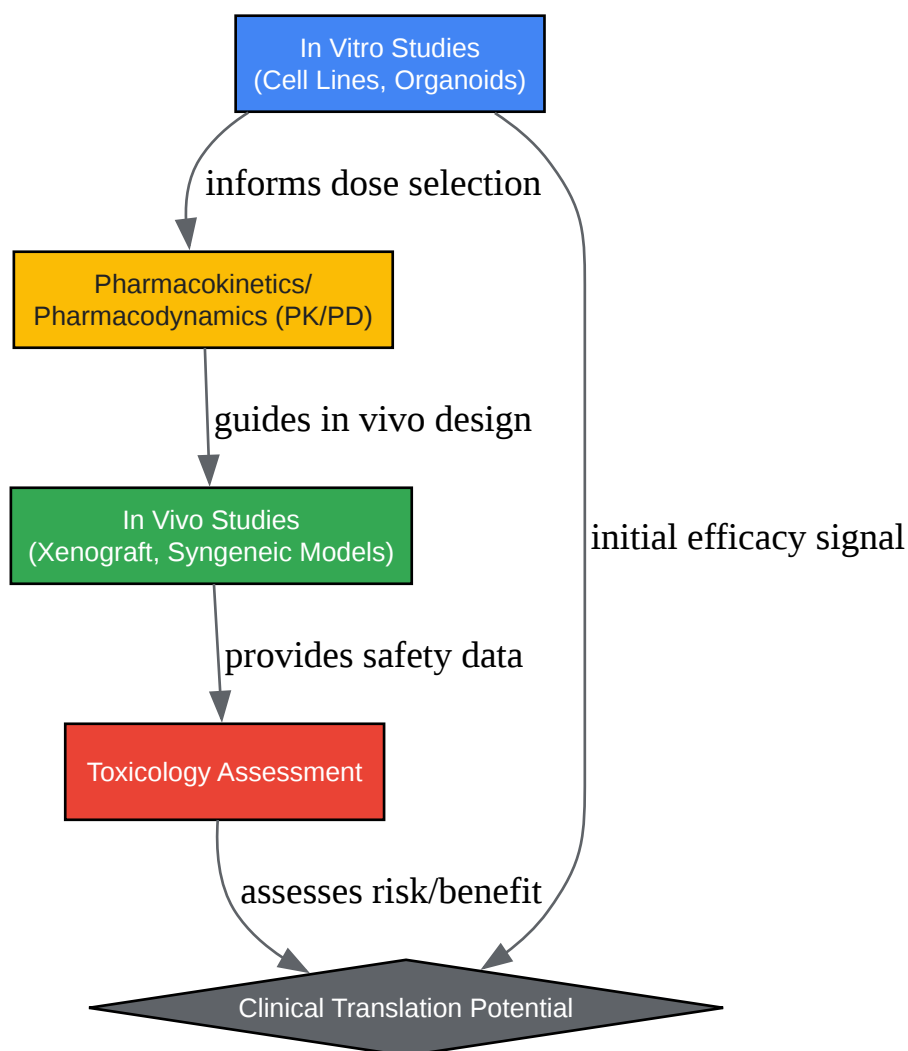 In Vitro Studies
(Cell Lines, Organoids)
informs dose selection
Pharmacokinetics/
Pharmacodynamics (PK/PD)
guides in vivo design
In Vivo Studies
(Xenograft, Syngeneic Models)
initial efficacy signal
provides safety data
Toxicology Assessment
assesses risk/benefit
Clinical Translation Potential